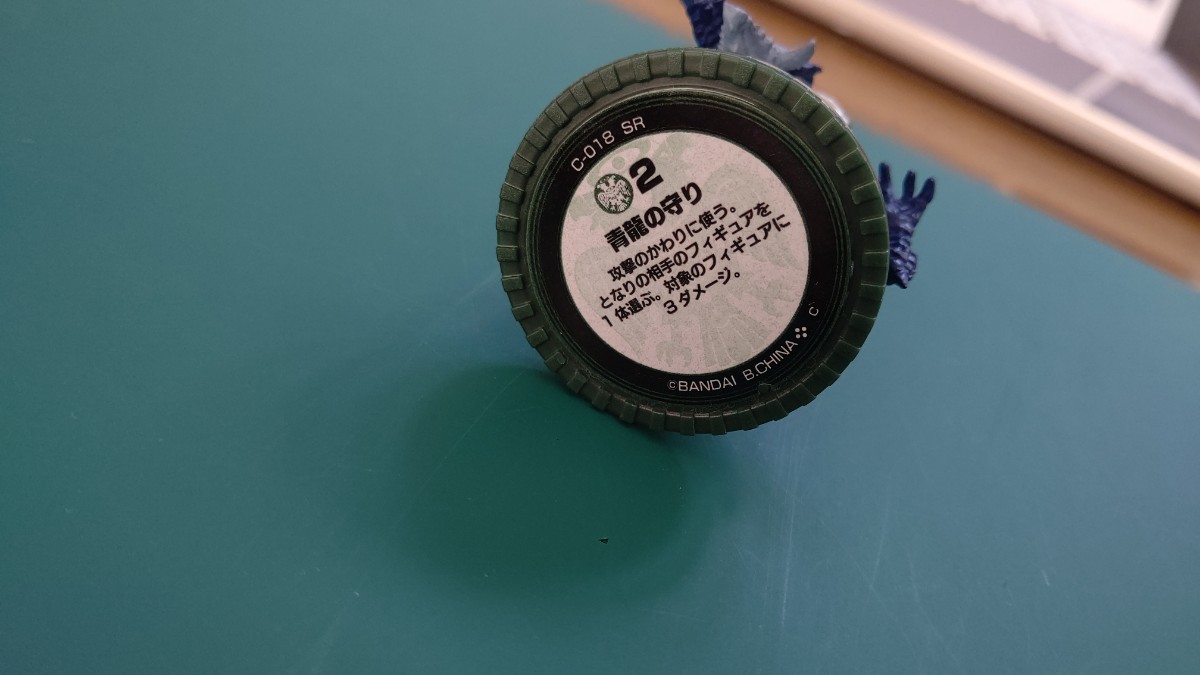 C-018 SR
2
青龍の守り
攻撃のかわりに使う。
となりの相手のフィギュアを
1体選ぶ。対象のフィギュアに
3ダメージ。
©BANDAI B.CHINA C